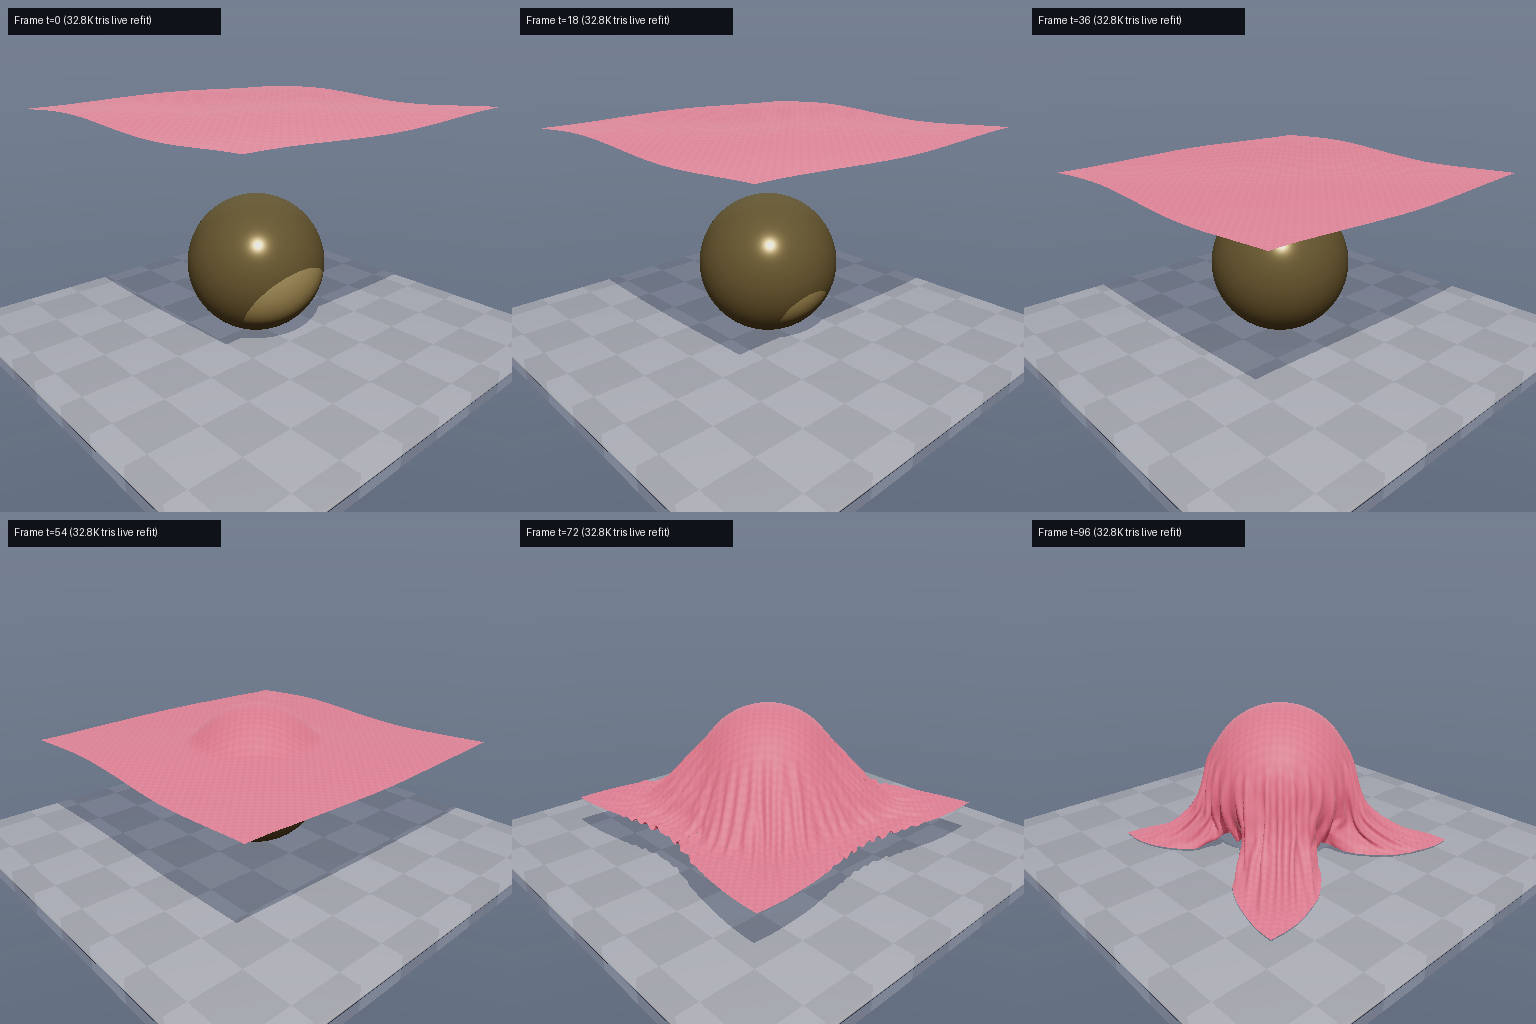 Frame t=0 (32.8K tris live refit)
Frame t=18 (32.8K tris live refit)
Frame t=36 (32.8K tris live refit)
Frame t=54 (32.8K tris live refit)
Frame t=72 (32.8K tris live refit)
Frame t=96 (32.8K tris live refit)